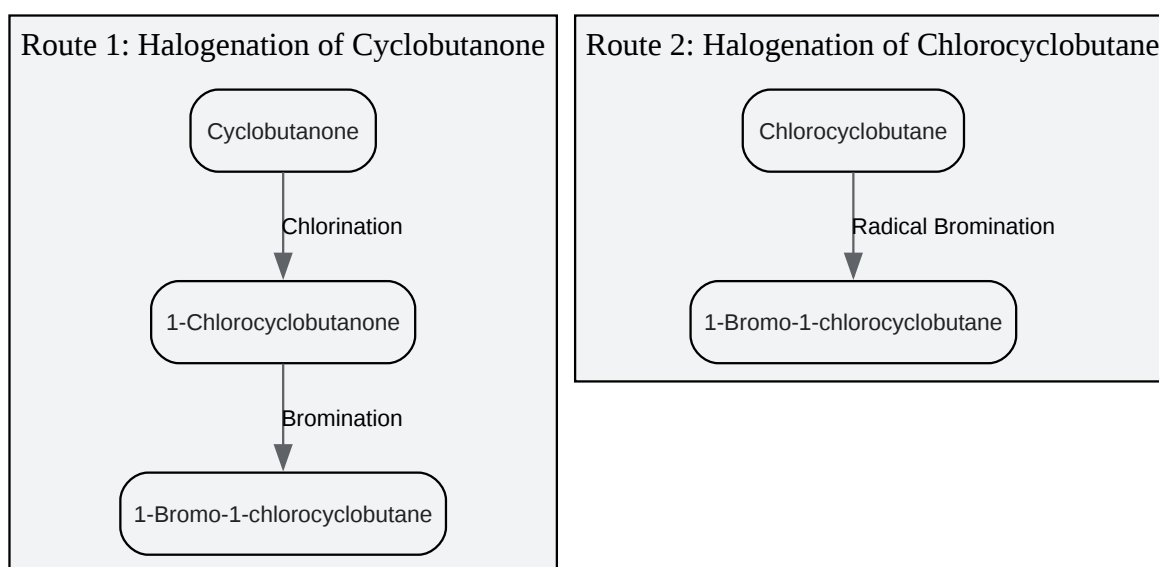 Route 1: Halogenation of Cyclobutanone
Cyclobutanone
Chlorination
1-Chlorocyclobutanone
Bromination
1-Bromo-1-chlorocyclobutane
Route 2: Halogenation of Chlorocyclobutane
Chlorocyclobutane
Radical Bromination
1-Bromo-1-chlorocyclobutane